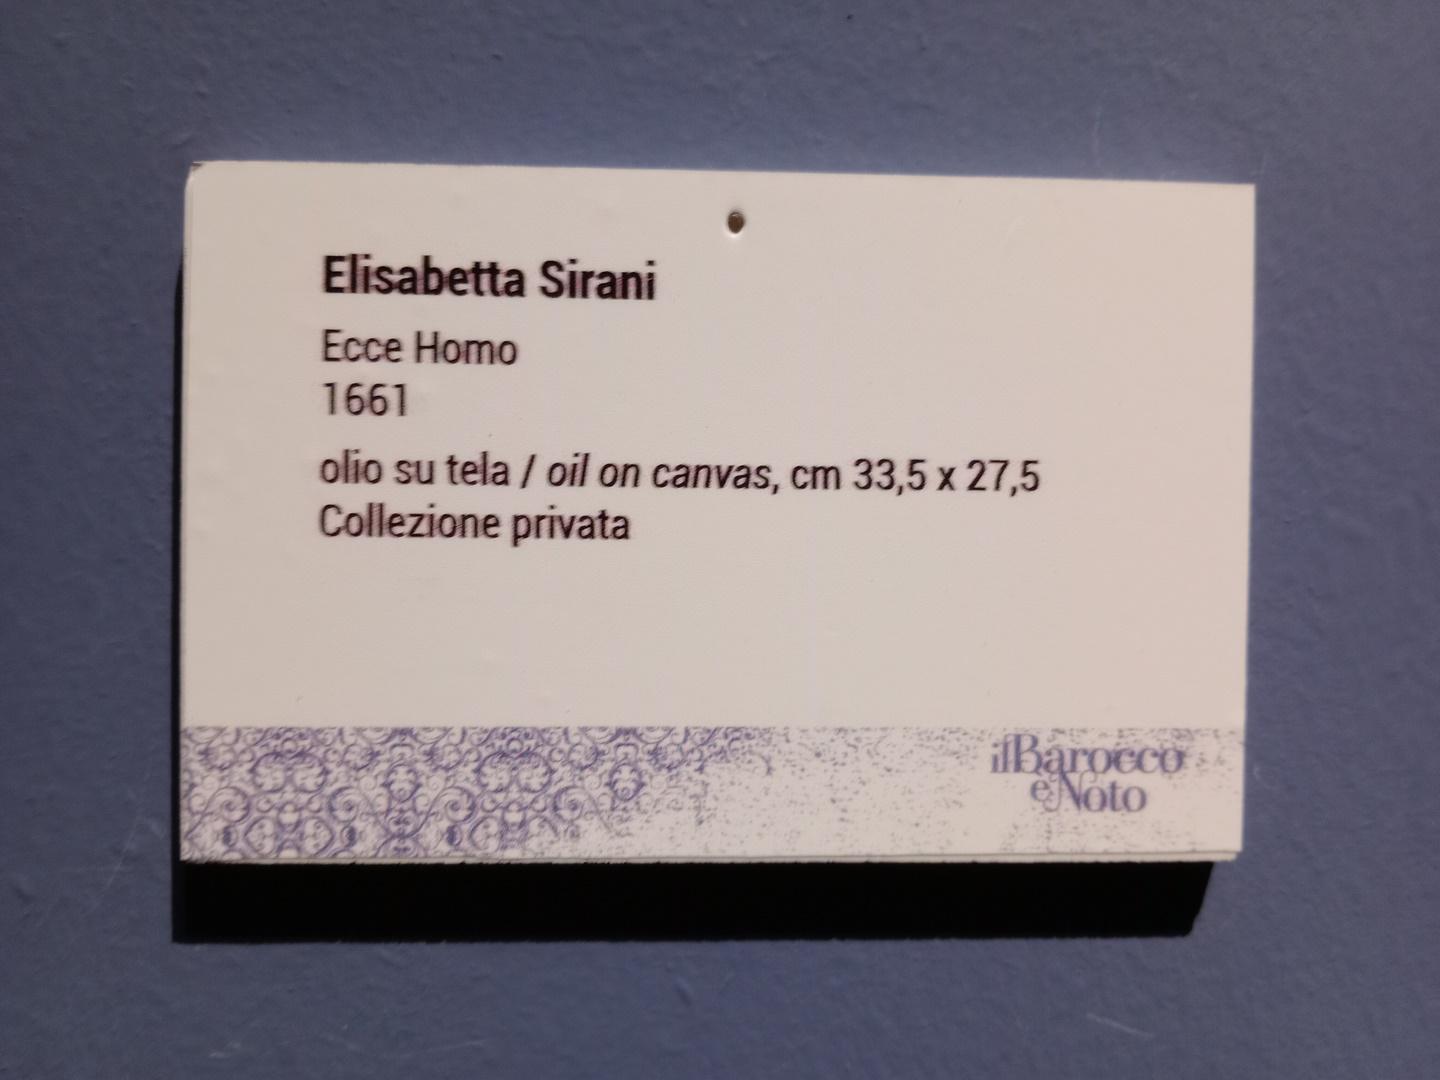 Elisabetta Sirani
Ecce Homo
1661
olio su tela / oil on canvas, cm 33,5 x 27,5
Collezione privata
il Barocco
e Noto